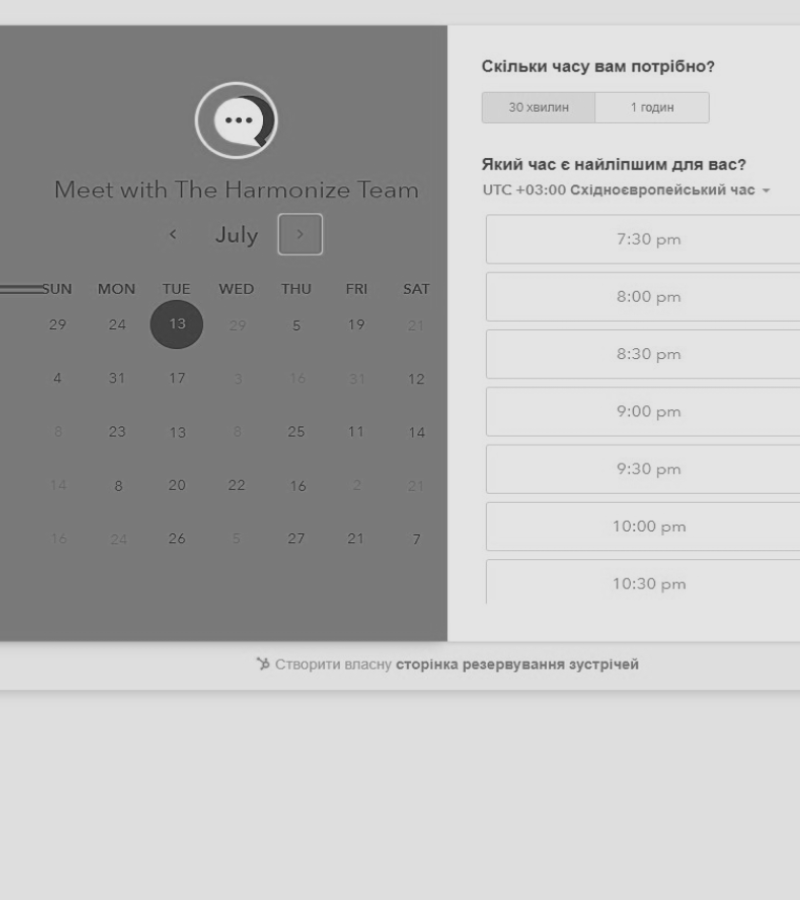 Meet with The Harmonize Team
July
SUN MON TUE WED THU FRI SAT
29 24 13 29 5 19 21
4 31 17 3 16 31 12
8 23 13 8 25 11 14
14 8 20 22 16 2 21
16 24 26 5 27 21 7
Скільки часу вам потрібно?
30 хвилин 1 годин
Який час є найліпшим для вас?
UTC +03:00 Східноєвропейський час
7:30 pm
8:00 pm
8:30 pm
9:00 pm
9:30 pm
10:00 pm
10:30 pm
Створити власну сторінка резервування зустрічей